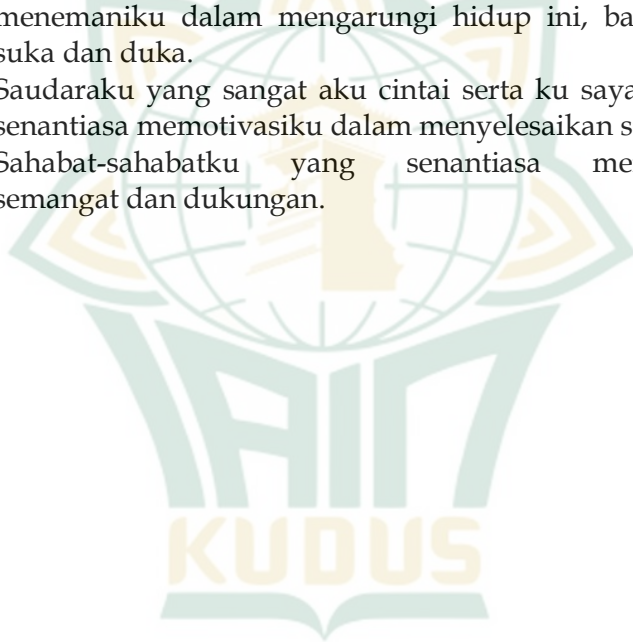 menemaniku dalam mengarungi hidup ini, ba
suka dan duka.
Saudaraku yang sangat aku cintai serta ku saya
senantiasa memotivasiku dalam menyelesaikan s
Sahabat-sahabatku yang senantiasa me
semangat dan dukungan.
IAIN
KUDUS